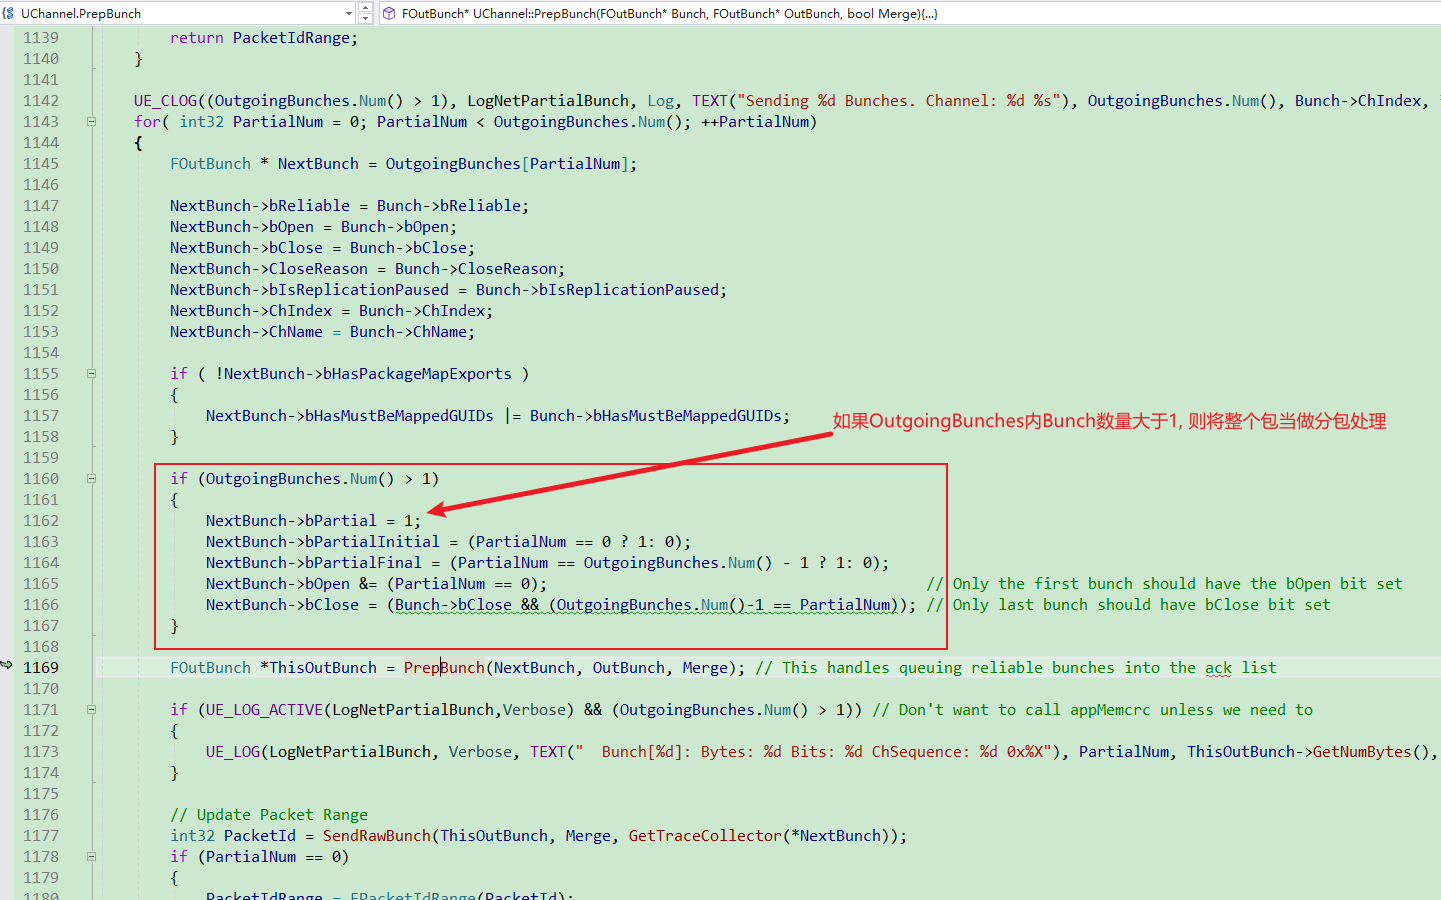 UChannel.PrepBunch
FOutBunch* UChannel::PrepBunch(FOutBunch* Bunch, FOutBunch* OutBunch, bool Merge){...}
1139 return PacketIdRange;
1140 }
1141
1142 UE_CLOG((OutgoingBunches.Num() > 1), LogNetPartialBunch, Log, TEXT("Sending %d Bunches. Channel: %d %s"), OutgoingBunches.Num(), Bunch->ChIndex,
1143 for( int32 PartialNum = 0; PartialNum < OutgoingBunches.Num(); ++PartialNum)
1144 {
1145 FOutBunch * NextBunch = OutgoingBunches[PartialNum];
1146
1147 NextBunch->bReliable = Bunch->bReliable;
1148 NextBunch->bOpen = Bunch->bOpen;
1149 NextBunch->bClose = Bunch->bClose;
1150 NextBunch->CloseReason = Bunch->CloseReason;
1151 NextBunch->bIsReplicationPaused = Bunch->bIsReplicationPaused;
1152 NextBunch->ChIndex = Bunch->ChIndex;
1153 NextBunch->ChName = Bunch->ChName;
1154
1155 if ( !NextBunch->bHasPackageMapExports )
1156 {
1157 NextBunch->bHasMustBeMappedGUIDs |= Bunch->bHasMustBeMappedGUIDs;
如果OutgoingBunches内Bunch数量大于1, 则将整个包当做分包处理
1158 }
1159
1160 if (OutgoingBunches.Num() > 1)
1161 {
1162 NextBunch->bPartial = 1;
1163 NextBunch->bPartialInitial = (PartialNum == 0 ? 1: 0);
1164 NextBunch->bPartialFinal = (PartialNum == OutgoingBunches.Num() - 1 ? 1: 0);
1165 NextBunch->bOpen &= (PartialNum == 0); // Only the first bunch should have the bOpen bit set
1166 NextBunch->bClose = (Bunch->bClose && (OutgoingBunches.Num()-1 == PartialNum)); // Only last bunch should have bClose bit set
1167 }
1168
1169 FOutBunch *ThisOutBunch = PrepBunch(NextBunch, OutBunch, Merge); // This handles queuing reliable bunches into the ack list
1170
1171 if (UE_LOG_ACTIVE(LogNetPartialBunch,Verbose) && (OutgoingBunches.Num() > 1)) // Don't want to call appMemcrc unless we need to
1172 {
1173 UE_LOG(LogNetPartialBunch, Verbose, TEXT("  Bunch[%d]: Bytes: %d Bits: %d ChSequence: %d 0x%X"), PartialNum, ThisOutBunch->GetNumBytes(),
1174 }
1175
1176 // Update Packet Range
1177 int32 PacketId = SendRawBunch(ThisOutBunch, Merge, GetTraceCollector(*NextBunch));
1178 if (PartialNum == 0)
1179 {
1180 PacketIdRange = FPacketIdRange(PacketId);